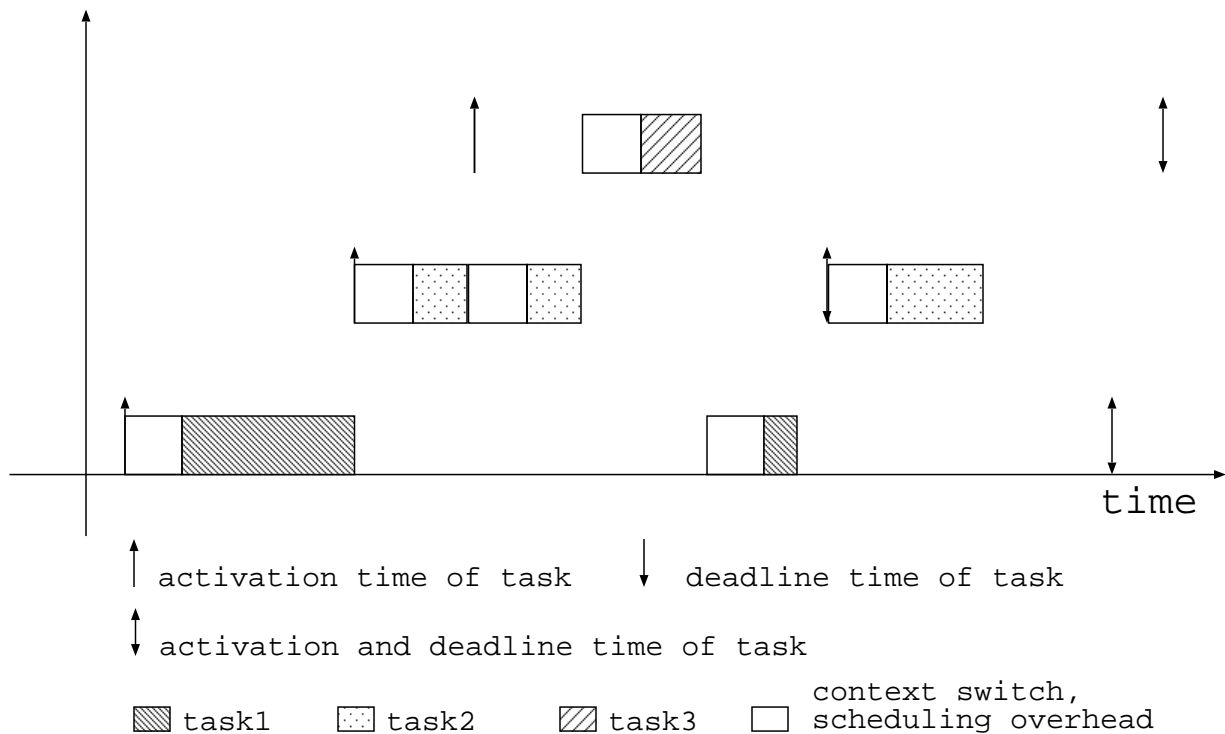 time
activation time of task
deadline time of task
activation and deadline time of task
task1
task2
task3
context switch,
scheduling overhead